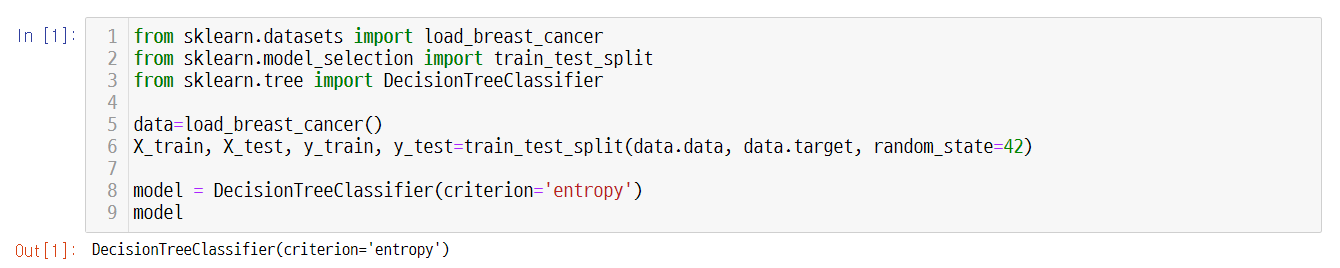 In [1]:
1 from sklearn.datasets import load_breast_cancer
2 from sklearn.model_selection import train_test_split
3 from sklearn.tree import DecisionTreeClassifier
4
5 data=load_breast_cancer()
6 X_train, X_test, y_train, y_test=train_test_split(data.data, data.target, random_state=42)
7
8 model = DecisionTreeClassifier(criterion='entropy')
9 model
Out[1]: DecisionTreeClassifier(criterion='entropy')